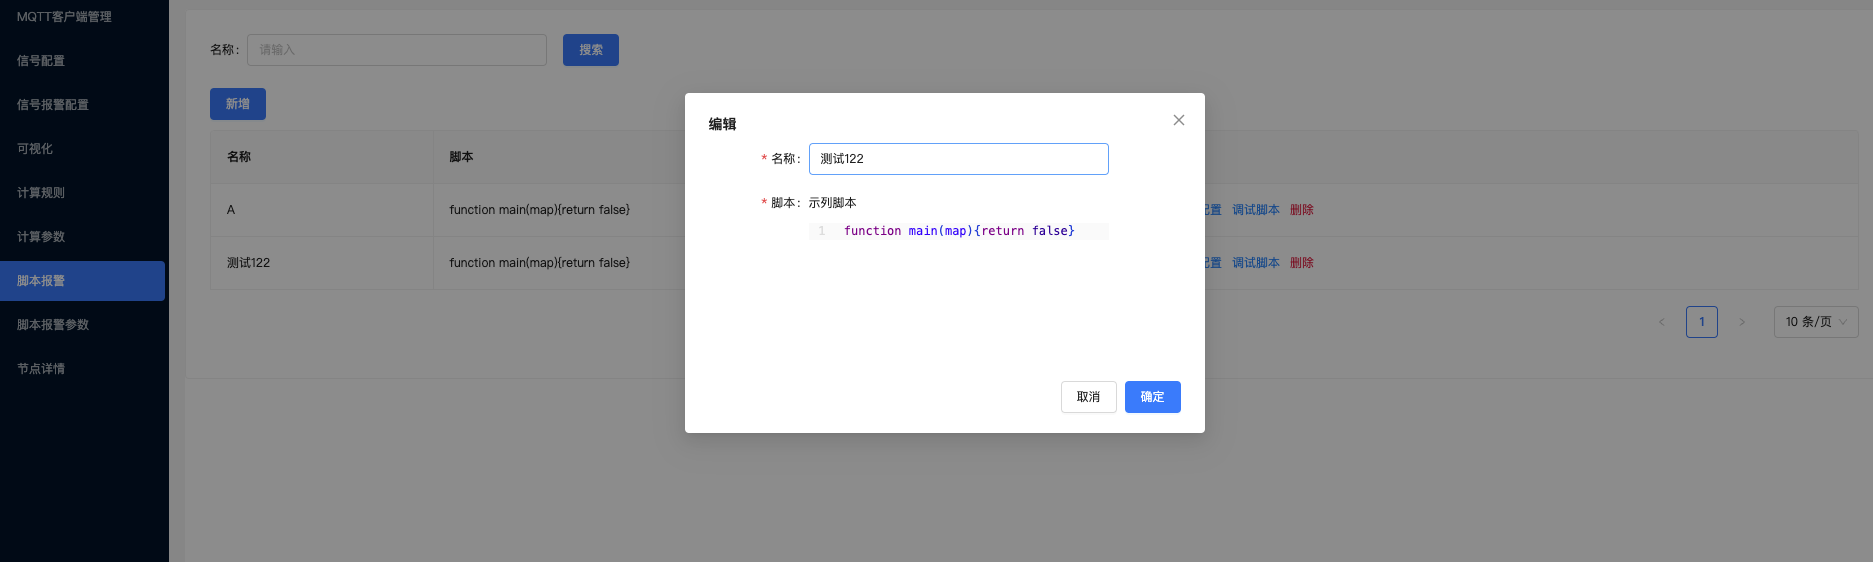 MQTT客户端管理
信号配置
信号报警配置
可视化
计算规则
计算参数
脚本报警
脚本报警参数
节点详情
名称: 请输入 搜索
新增
名称 脚本
A function main(map){return false} 配置 调试脚本 删除
测试122 function main(map){return false} 配置 调试脚本 删除
1 10 条/页
编辑
* 名称: 测试122
* 脚本: 示列脚本
1 function main(map){return false}
取消 确定